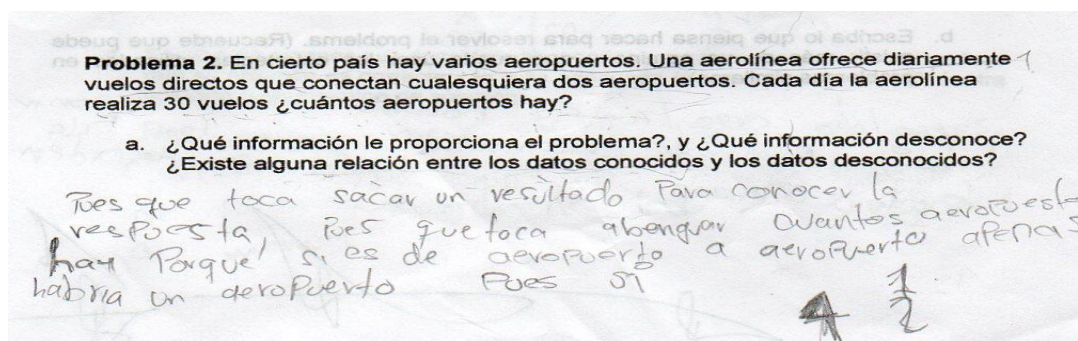 Problema 2. En cierto país hay varios aeropuertos. Una aerolínea ofrece diariamente 1
vuelos directos que conectan cualesquiera dos aeropuertos. Cada día la aerolínea
realiza 30 vuelos ¿cuántos aeropuertos hay?
a. ¿Qué información le proporciona el problema?, y ¿Qué información desconoce?
¿Existe alguna relación entre los datos conocidos y los datos desconocidos?
Pues que toca sacar un resultado Para conocer la
respuesta, Pues que toca abenguar Cuantos aeropuesto
hay Porque si es de aeropuerto a aeropuerto apenas
habria un aeropuerto Pues si
4 1
2